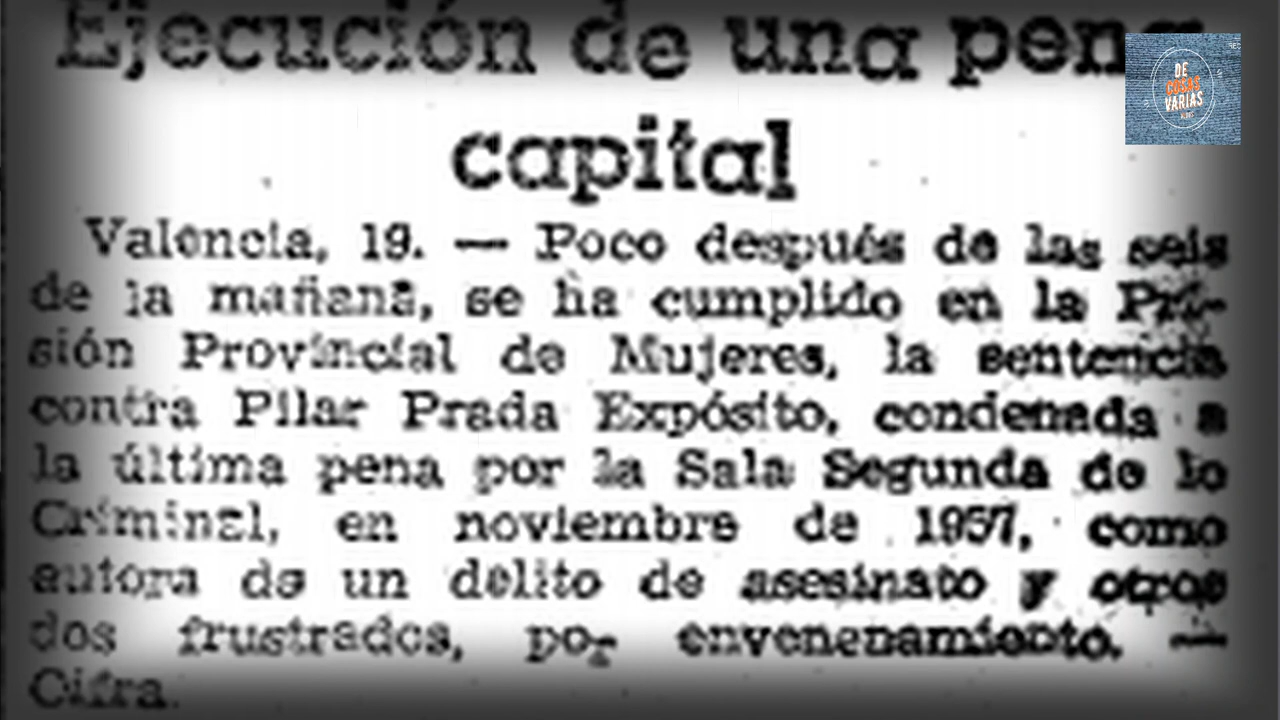 Ejecución de una pena
capital
Valencia, 19. — Poco después de las seis
de la mañana, se ha cumplido en la Pri-
sión Provincial de Mujeres, la sentencia
contra Pilar Prada Expósito, condenada a
la última pena por la Sala Segunda de lo
Criminal, en noviembre de 1957, como
autora de un delito de asesinato y otros
dos frustrados, por envenenamiento. —
Cifra.
DE
COSAS
VARIAS
REC